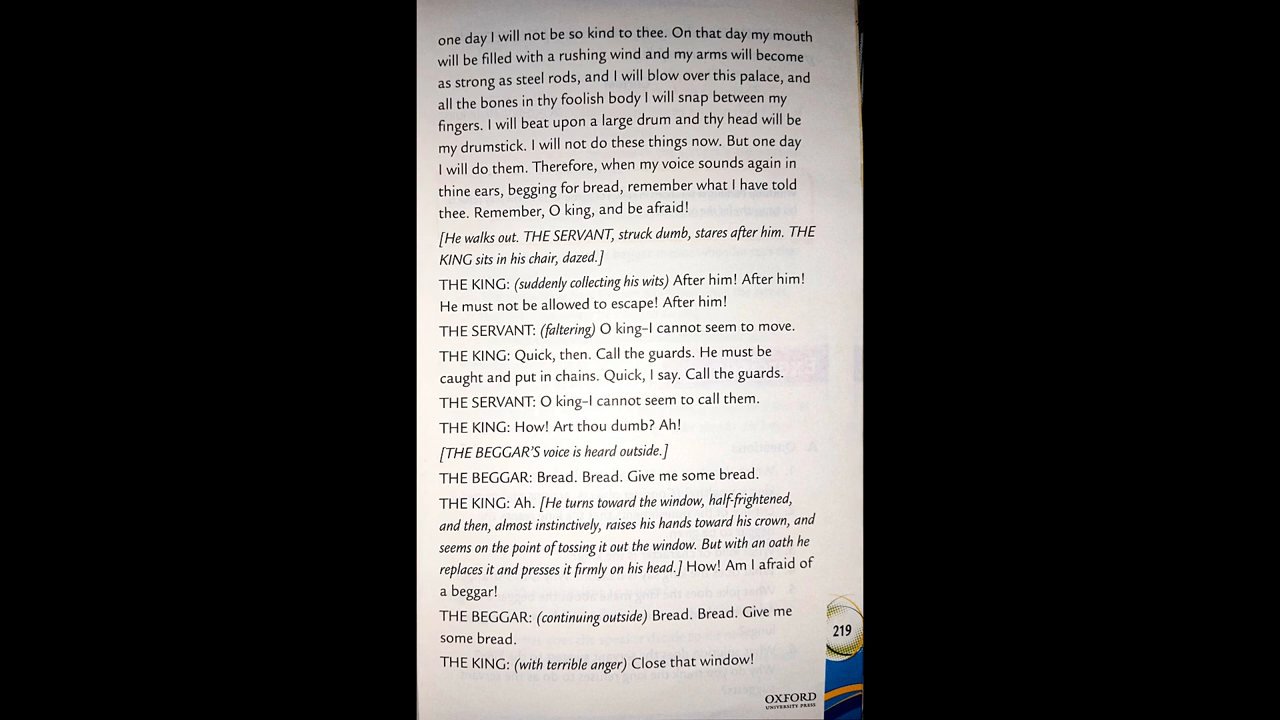 one day I will not be so kind to thee. On that day my mouth
will be filled with a rushing wind and my arms will become
as strong as steel rods, and I will blow over this palace, and
all the bones in thy foolish body I will snap between my
fingers. I will beat upon a large drum and thy head will be
my drumstick. I will not do these things now. But one day
I will do them. Therefore, when my voice sounds again in
thine ears, begging for bread, remember what I have told
thee. Remember, O king, and be afraid!
[He walks out. THE SERVANT, struck dumb, stares after him. THE
KING sits in his chair, dazed.]
THE KING: (suddenly collecting his wits) After him! After him!
He must not be allowed to escape! After him!
THE SERVANT: (faltering) O king–I cannot seem to move.
THE KING: Quick, then. Call the guards. He must be
caught and put in chains. Quick, I say. Call the guards.
THE SERVANT: O king–I cannot seem to call them.
THE KING: How! Art thou dumb? Ah!
[THE BEGGAR'S voice is heard outside.]
THE BEGGAR: Bread. Bread. Give me some bread.
THE KING: Ah. [He turns toward the window, half-frightened,
and then, almost instinctively, raises his hands toward his crown, and
seems on the point of tossing it out the window. But with an oath he
replaces it and presses it firmly on his head.] How! Am I afraid of
a beggar!
THE BEGGAR: (continuing outside) Bread. Bread. Give me
some bread.
THE KING: (with terrible anger) Close that window!
219
OXFORD
UNIVERSITY PRESS